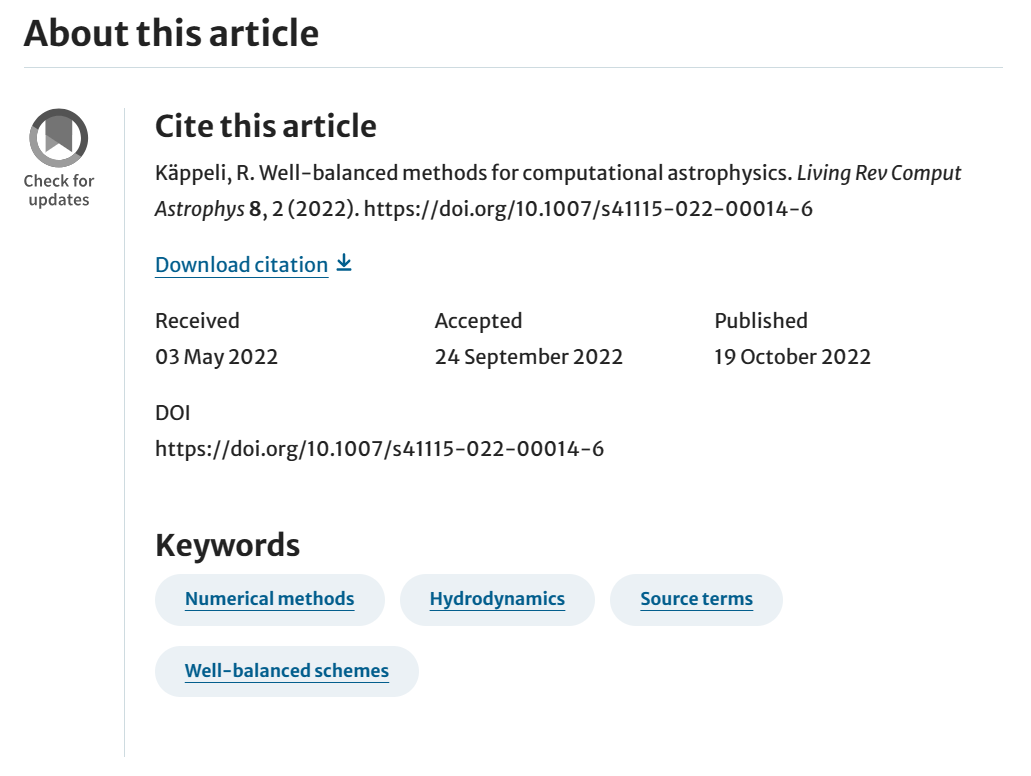 About this article
Check for
updates
Cite this article
Käppeli, R. Well-balanced methods for computational astrophysics. Living Rev Comput
Astrophys 8, 2 (2022). https://doi.org/10.1007/s41115-022-00014-6
Download citation
Received
Accepted
Published
03 May 2022
24 September 2022
19 October 2022
DOI
https://doi.org/10.1007/s41115-022-00014-6
Keywords
Numerical methods
Hydrodynamics
Source terms
Well-balanced schemes